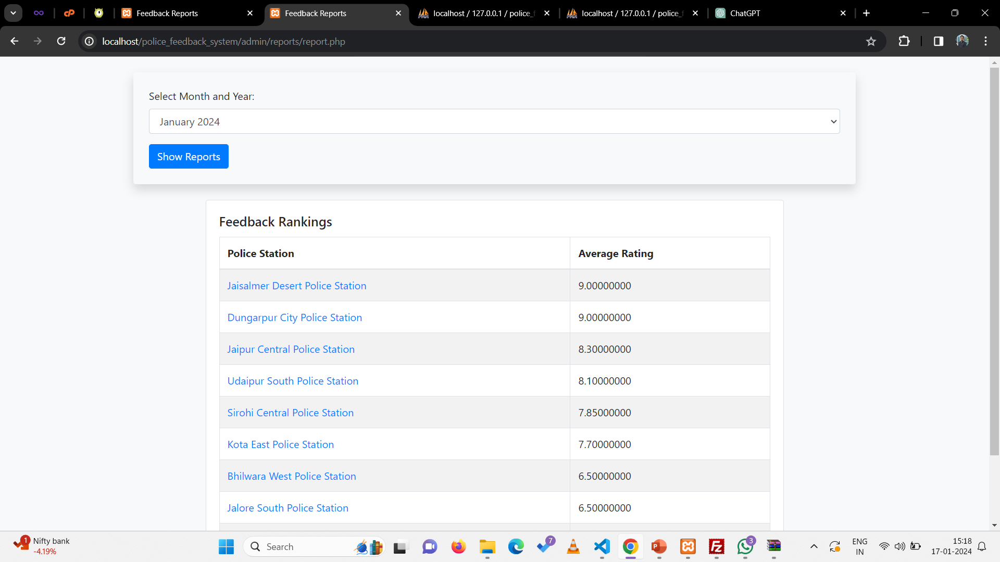 Feedback Reports
Feedback Reports
localhost / 127.0.0.1 / police_f
localhost / 127.0.0.1 / police_f
ChatGPT
localhost/police_feedback_system/admin/reports/report.php
Select Month and Year:
January 2024
Show Reports
Feedback Rankings
Police Station Average Rating
Jaisalmer Desert Police Station 9.00000000
Dungarpur City Police Station 9.00000000
Jaipur Central Police Station 8.30000000
Udaipur South Police Station 8.10000000
Sirohi Central Police Station 7.85000000
Kota East Police Station 7.70000000
Bhilwara West Police Station 6.50000000
Jalore South Police Station 6.50000000
1
Nifty bank
-4.19%
Search
7
3
ENG
IN
15:18
17-01-2024